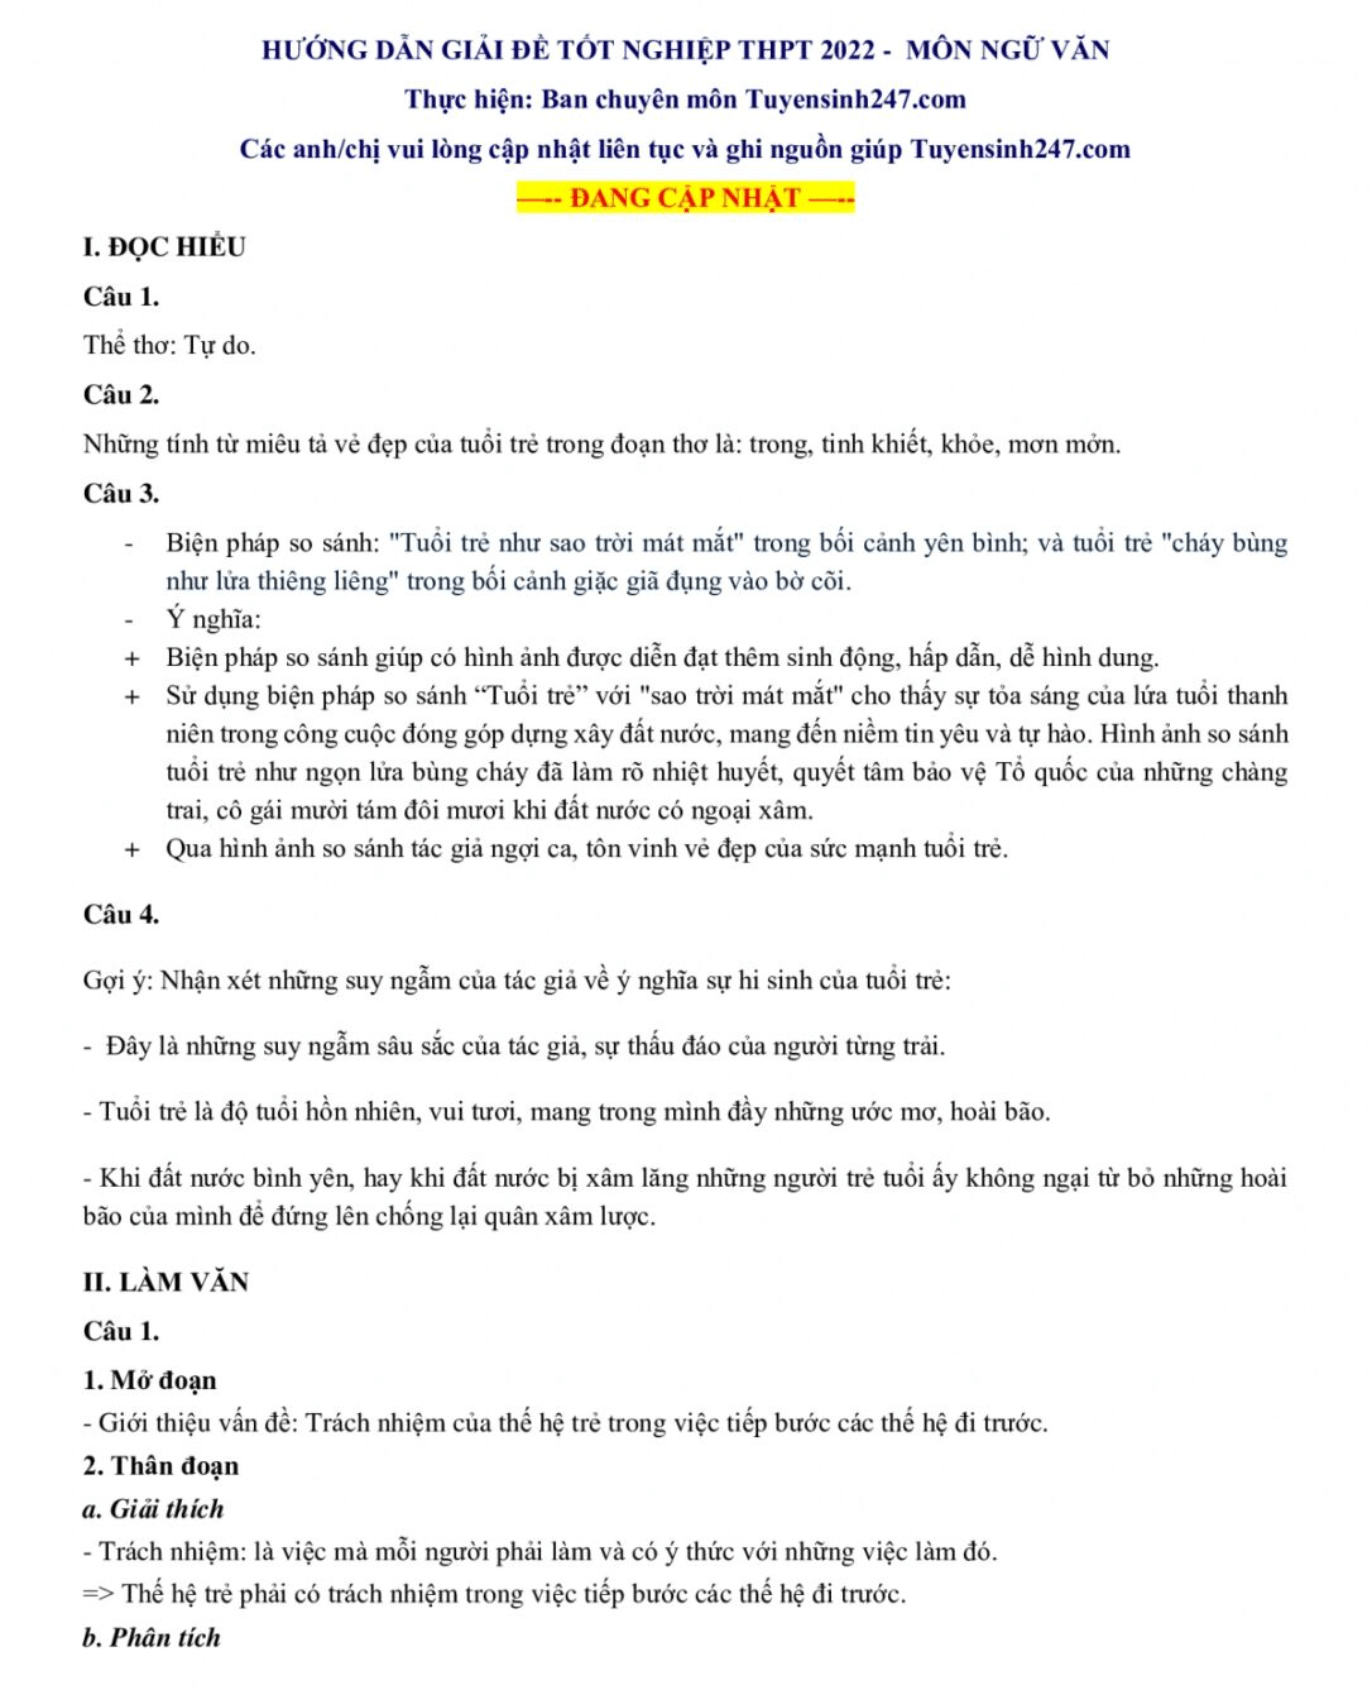 HƯỚNG DẪN GIẢI ĐỀ TỐT NGHIỆP THPT 2022 - MÔN NGỮ VĂN
Thực hiện: Ban chuyên môn Tuyensinh247.com
Các anh/chị vui lòng cập nhật liên tục và ghi nguồn giúp Tuyensinh247.com
—-- ĐANG CẬP NHẬT —--
I. ĐỌC HIỂU
Câu 1.
Thể thơ: Tự do.
Câu 2.
Những tính từ miêu tả vẻ đẹp của tuổi trẻ trong đoạn thơ là: trong, tinh khiết, khỏe, mơn mởn.
Câu 3.
- Biện pháp so sánh: "Tuổi trẻ như sao trời mát mắt" trong bối cảnh yên bình; và tuổi trẻ "cháy bùng
như lửa thiêng liêng" trong bối cảnh giặc giã đụng vào bờ cõi.
- Ý nghĩa:
+ Biện pháp so sánh giúp có hình ảnh được diễn đạt thêm sinh động, hấp dẫn, dễ hình dung.
+ Sử dụng biện pháp so sánh “Tuổi trẻ” với "sao trời mát mắt" cho thấy sự tỏa sáng của lứa tuổi thanh
niên trong công cuộc đóng góp dựng xây đất nước, mang đến niềm tin yêu và tự hào. Hình ảnh so sánh
tuổi trẻ như ngọn lửa bùng cháy đã làm rõ nhiệt huyết, quyết tâm bảo vệ Tổ quốc của những chàng
trai, cô gái mười tám đôi mươi khi đất nước có ngoại xâm.
+ Qua hình ảnh so sánh tác giả ngợi ca, tôn vinh vẻ đẹp của sức mạnh tuổi trẻ.
Câu 4.
Gợi ý: Nhận xét những suy ngẫm của tác giả về ý nghĩa sự hi sinh của tuổi trẻ:
- Đây là những suy ngẫm sâu sắc của tác giả, sự thấu đáo của người từng trải.
- Tuổi trẻ là độ tuổi hồn nhiên, vui tươi, mang trong mình đầy những ước mơ, hoài bão.
- Khi đất nước bình yên, hay khi đất nước bị xâm lăng những người trẻ tuổi ấy không ngại từ bỏ những hoài
bão của mình để đứng lên chống lại quân xâm lược.
II. LÀM VĂN
Câu 1.
1. Mở đoạn
- Giới thiệu vấn đề: Trách nhiệm của thế hệ trẻ trong việc tiếp bước các thế hệ đi trước.
2. Thân đoạn
a. Giải thích
- Trách nhiệm: là việc mà mỗi người phải làm và có ý thức với những việc làm đó.
=> Thế hệ trẻ phải có trách nhiệm trong việc tiếp bước các thế hệ đi trước.
b. Phân tích